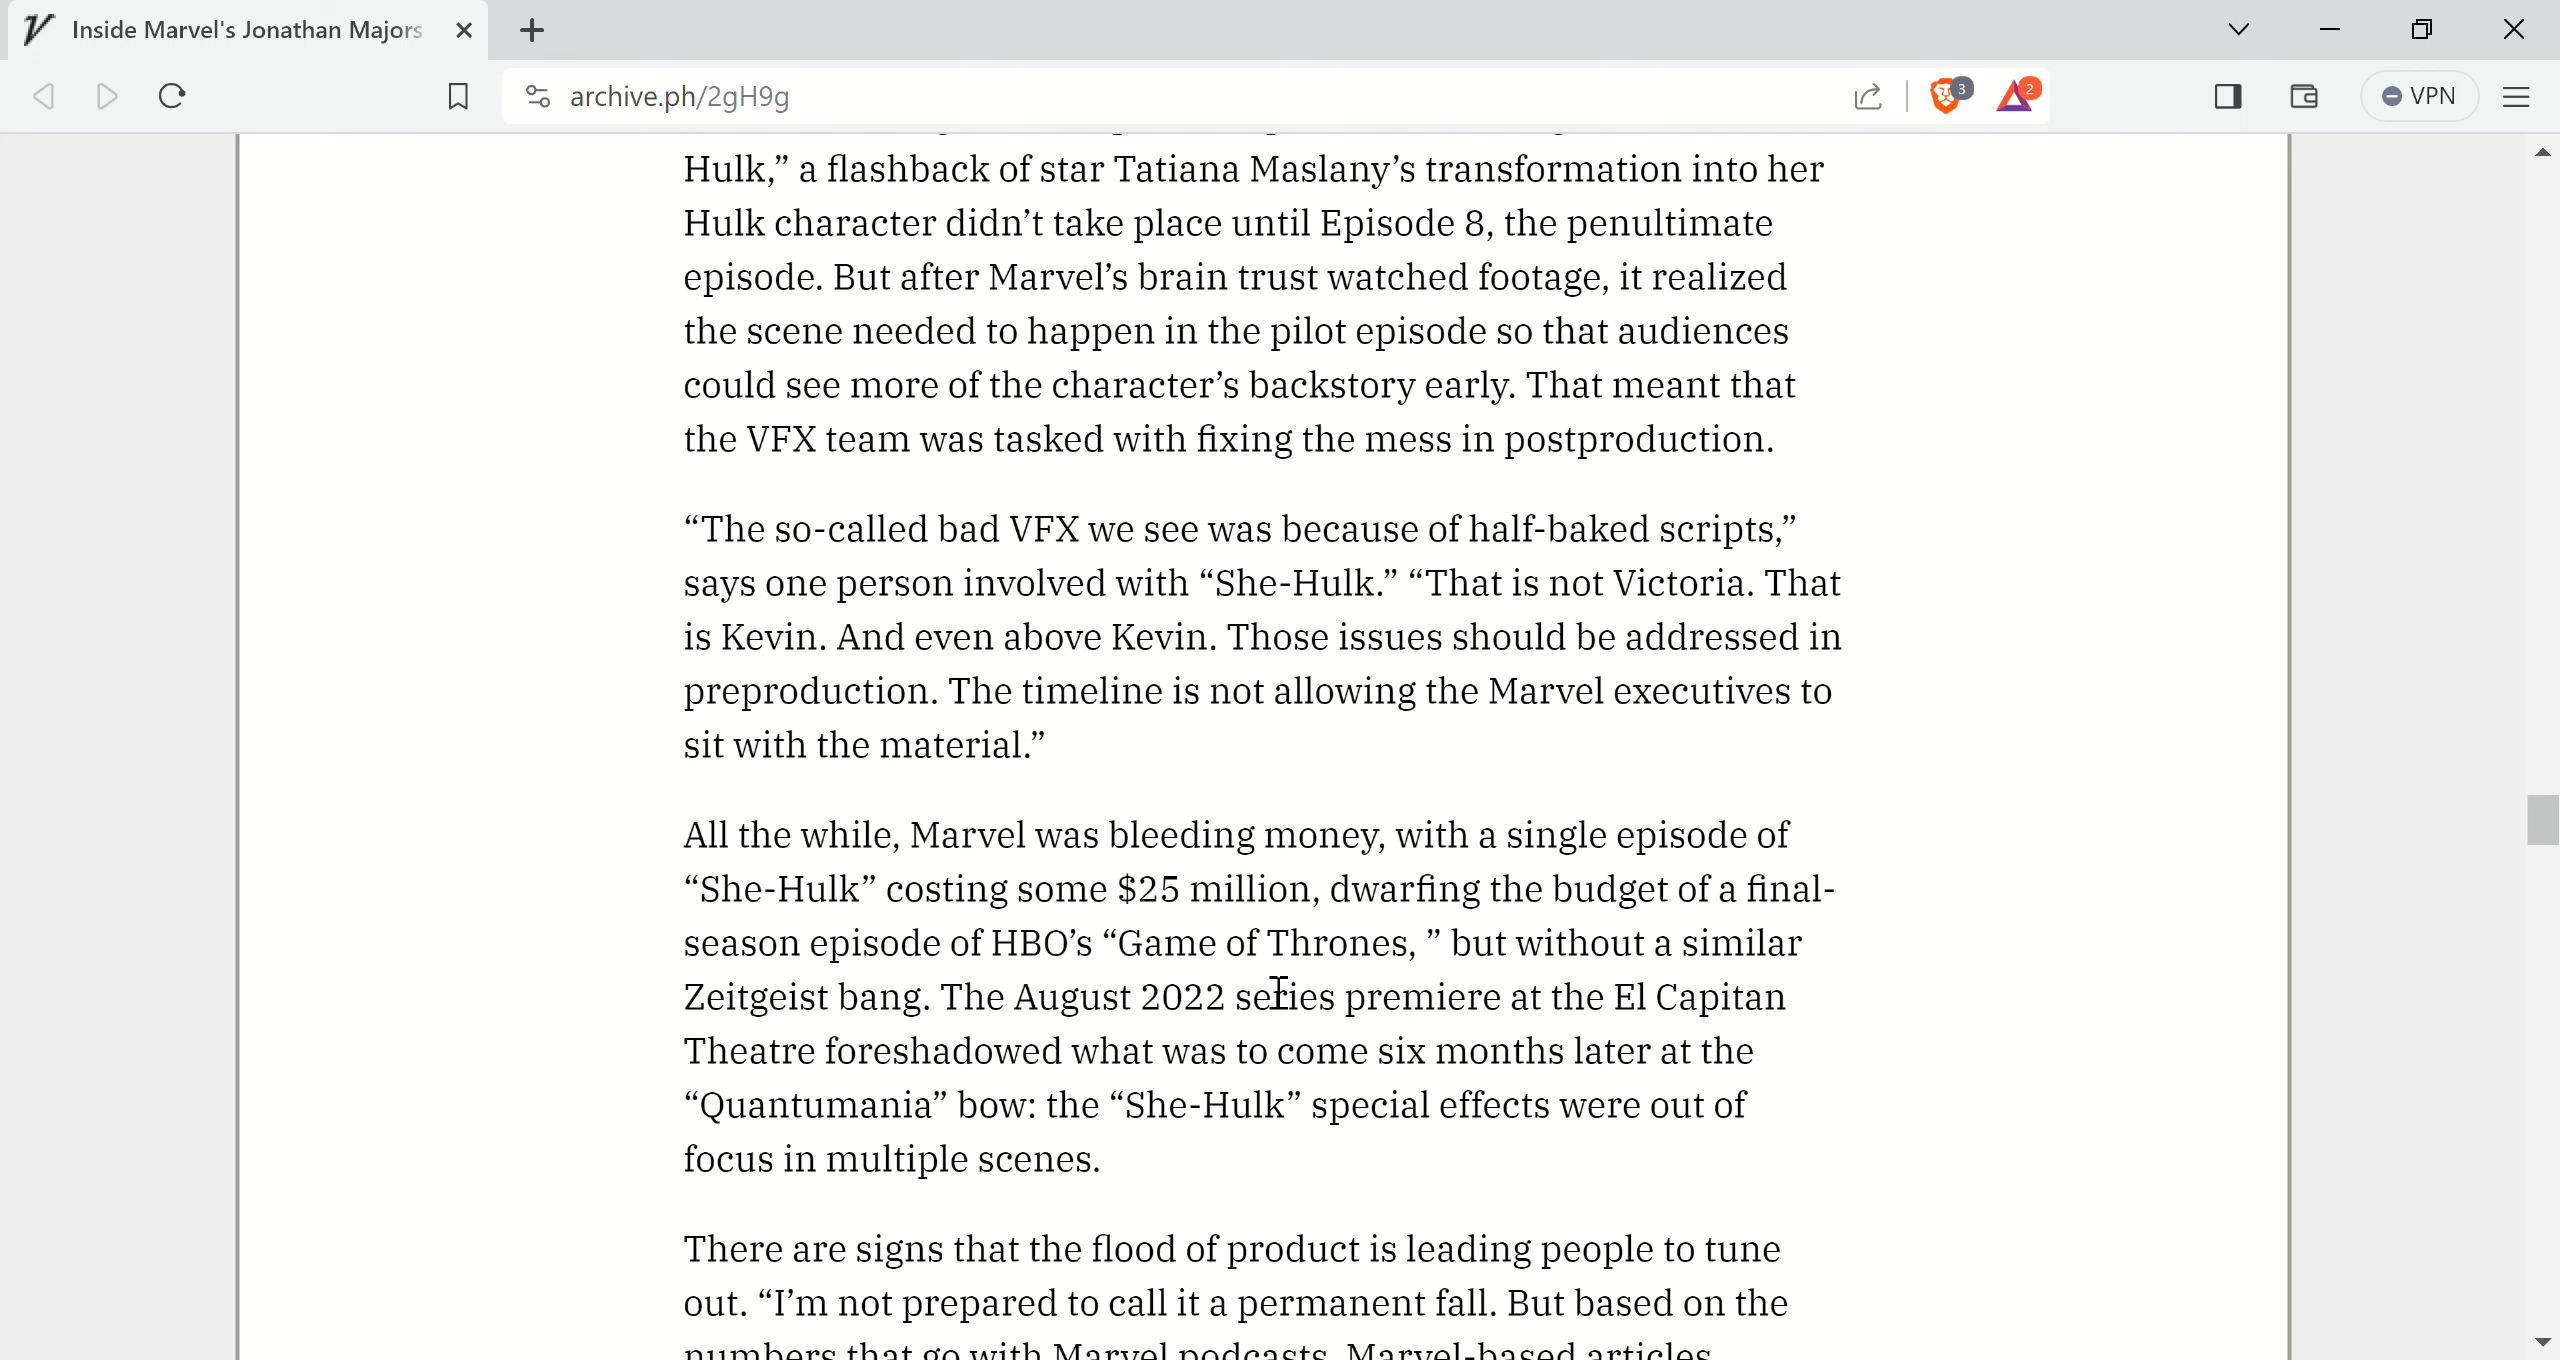 Inside Marvel's Jonathan Majors
archive.ph/2gH9g
3
2
VPN
Hulk,” a flashback of star Tatiana Maslany’s transformation into her
Hulk character didn’t take place until Episode 8, the penultimate
episode. But after Marvel’s brain trust watched footage, it realized
the scene needed to happen in the pilot episode so that audiences
could see more of the character’s backstory early. That meant that
the VFX team was tasked with fixing the mess in postproduction.
“The so-called bad VFX we see was because of half-baked scripts,”
says one person involved with “She-Hulk.” “That is not Victoria. That
is Kevin. And even above Kevin. Those issues should be addressed in
preproduction. The timeline is not allowing the Marvel executives to
sit with the material.”
All the while, Marvel was bleeding money, with a single episode of
“She-Hulk” costing some $25 million, dwarfing the budget of a final-
season episode of HBO’s “Game of Thrones, ” but without a similar
Zeitgeist bang. The August 2022 series premiere at the El Capitan
Theatre foreshadowed what was to come six months later at the
“Quantumania” bow: the “She-Hulk” special effects were out of
focus in multiple scenes.
There are signs that the flood of product is leading people to tune
out. “I’m not prepared to call it a permanent fall. But based on the
numbers that go with Marvel podcasts, Marvel-based articles,